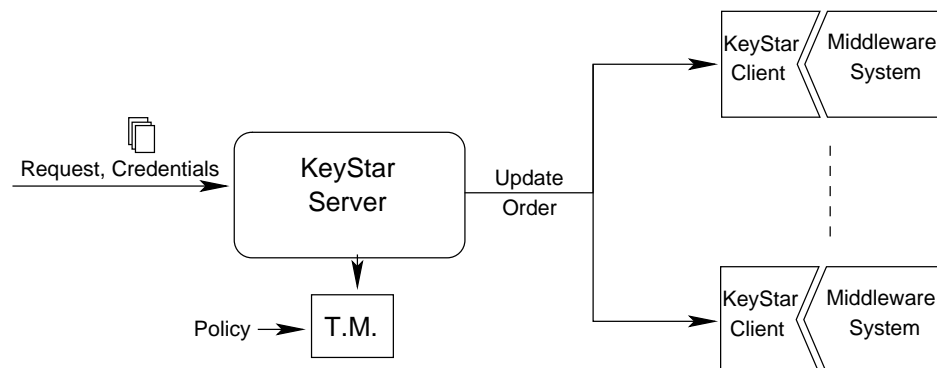 KeyStar
Client
Middleware
System
Request, Credentials
KeyStar
Server
Update
Order
Policy
T.M.
KeyStar
Client
Middleware
System